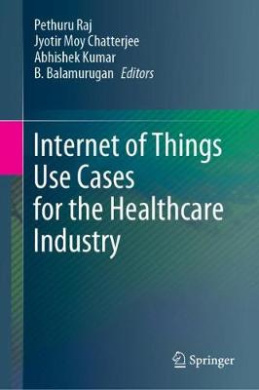 Pethuru Raj
Jyotir Moy Chatterjee
Abhishek Kumar
B. Balamurugan Editors
Internet of Things
Use Cases
for the Healthcare
Industry
Springer